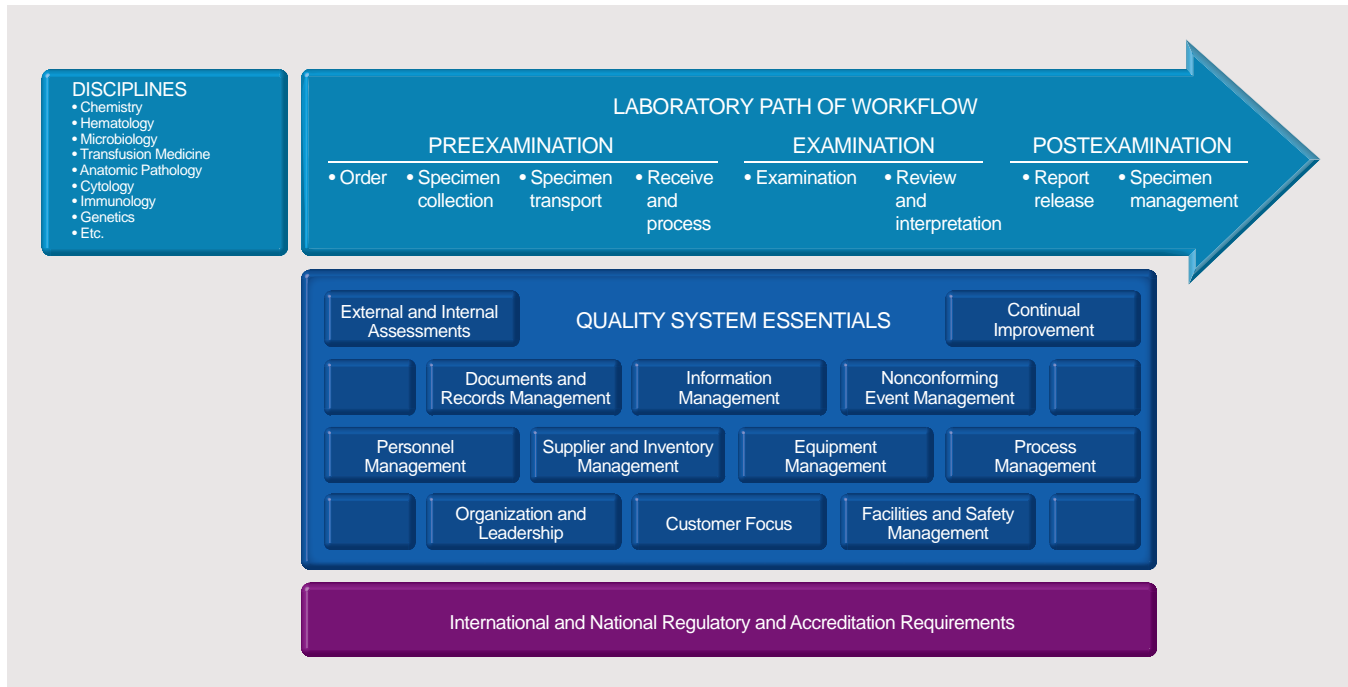 DISCIPLINES
• Chemistry
• Hematology
• Microbiology
• Transfusion Medicine
• Anatomic Pathology
• Cytology
• Immunology
• Genetics
• Etc.
LABORATORY PATH OF WORKFLOW
PREEXAMINATION
• Order
• Specimen
collection
• Specimen
transport
• Receive
and
process
EXAMINATION
• Examination
• Review
and
interpretation
POSTEXAMINATION
• Report
release
• Specimen
management
QUALITY SYSTEM ESSENTIALS
External and Internal
Assessments
Continual
Improvement
Documents and
Records Management
Information
Management
Nonconforming
Event Management
Personnel
Management
Supplier and Inventory
Management
Equipment
Management
Process
Management
Organization and
Leadership
Customer Focus
Facilities and Safety
Management
International and National Regulatory and Accreditation Requirements